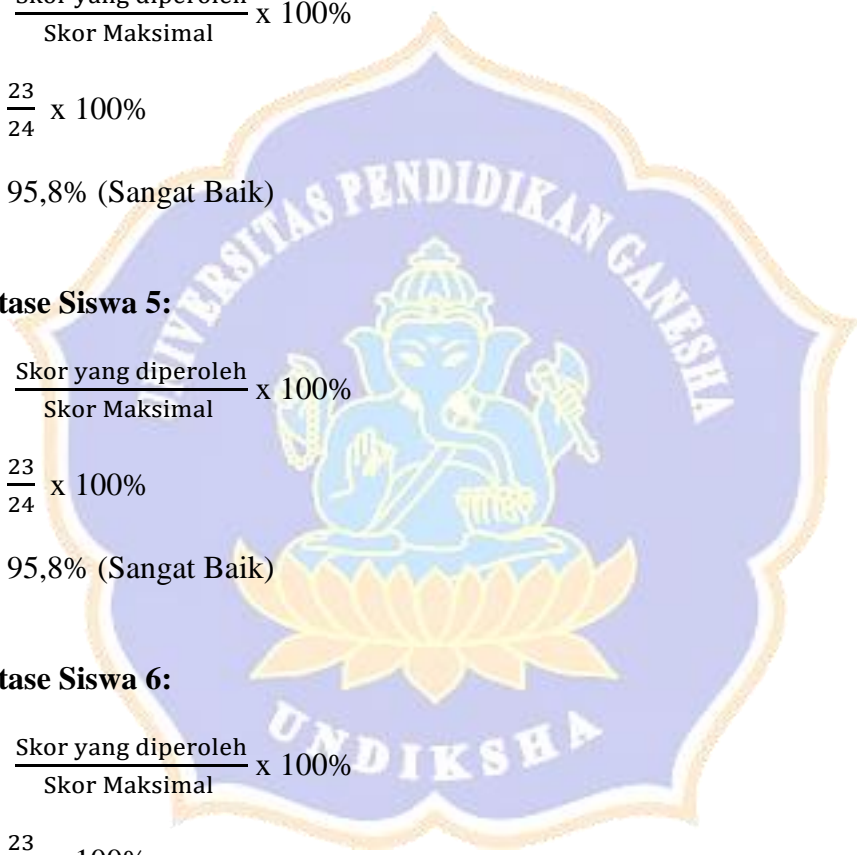 Skor yang diperoleh
Skor Maksimal
x 100%
23
24
x 100%
95,8% (Sangat Baik)
tase Siswa 5:
Skor yang diperoleh
Skor Maksimal
x 100%
23
24
x 100%
95,8% (Sangat Baik)
tase Siswa 6:
Skor yang diperoleh
Skor Maksimal
x 100%
23
100%
UNIVERSITAS PENDIDIKAN GANESHA
UNDIKSHA